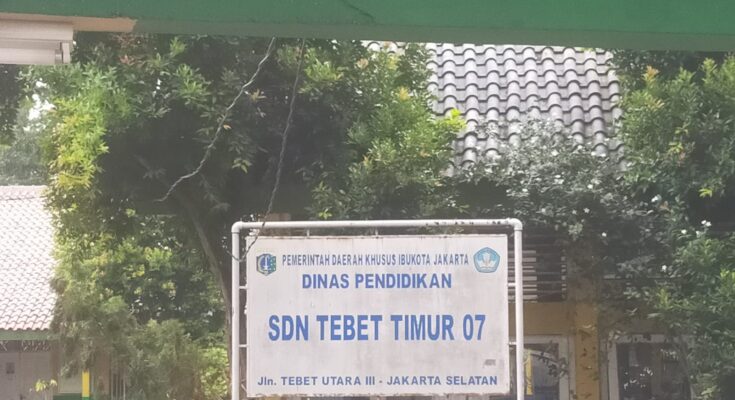 PEMERINTAH DAERAH KHUSUS IBUKOTA JAKARTA
DINAS PENDIDIKAN
SDN TEBET TIMUR 07
Jln. TEBET UTARA III - JAKARTA SELATAN